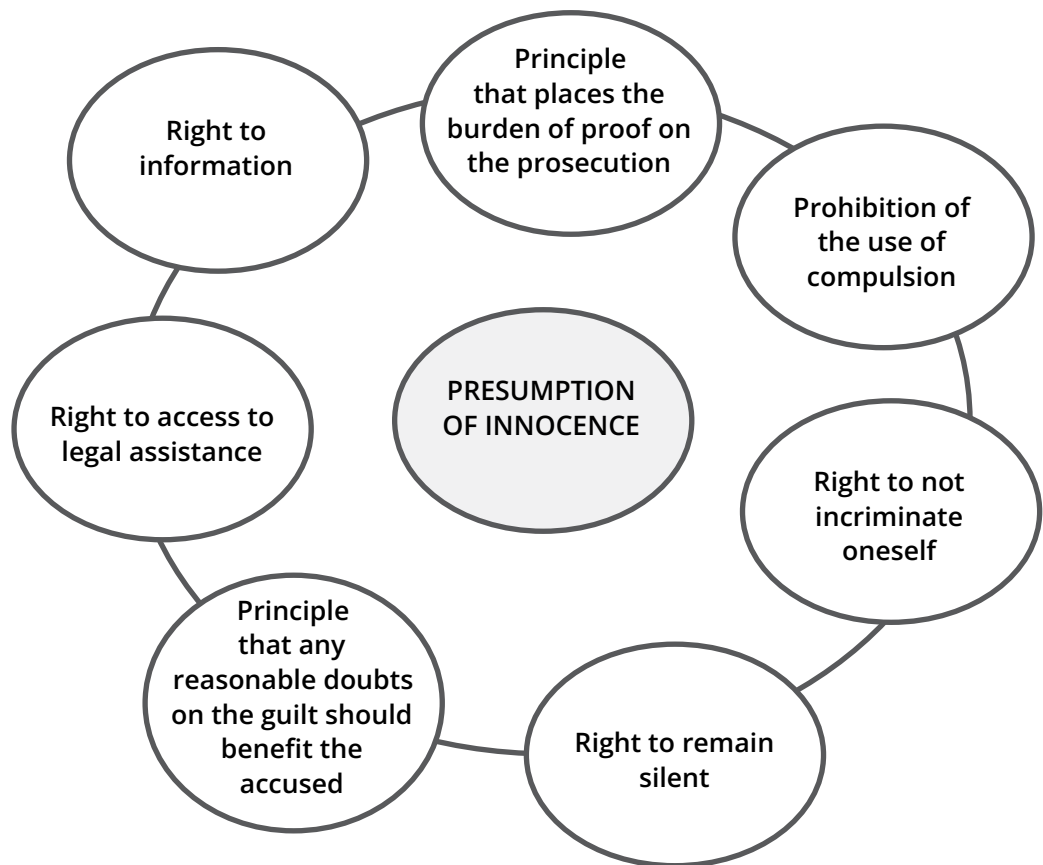 Principle
that places the
burden of proof on
the prosecution
Right to
information
Prohibition of
the use of
compulsion
PRESUMPTION
OF INNOCENCE
Right to access to
legal assistance
Right to not
incriminate
oneself
Principle
that any
reasonable doubts
on the guilt should
benefit the
accused
Right to remain
silent